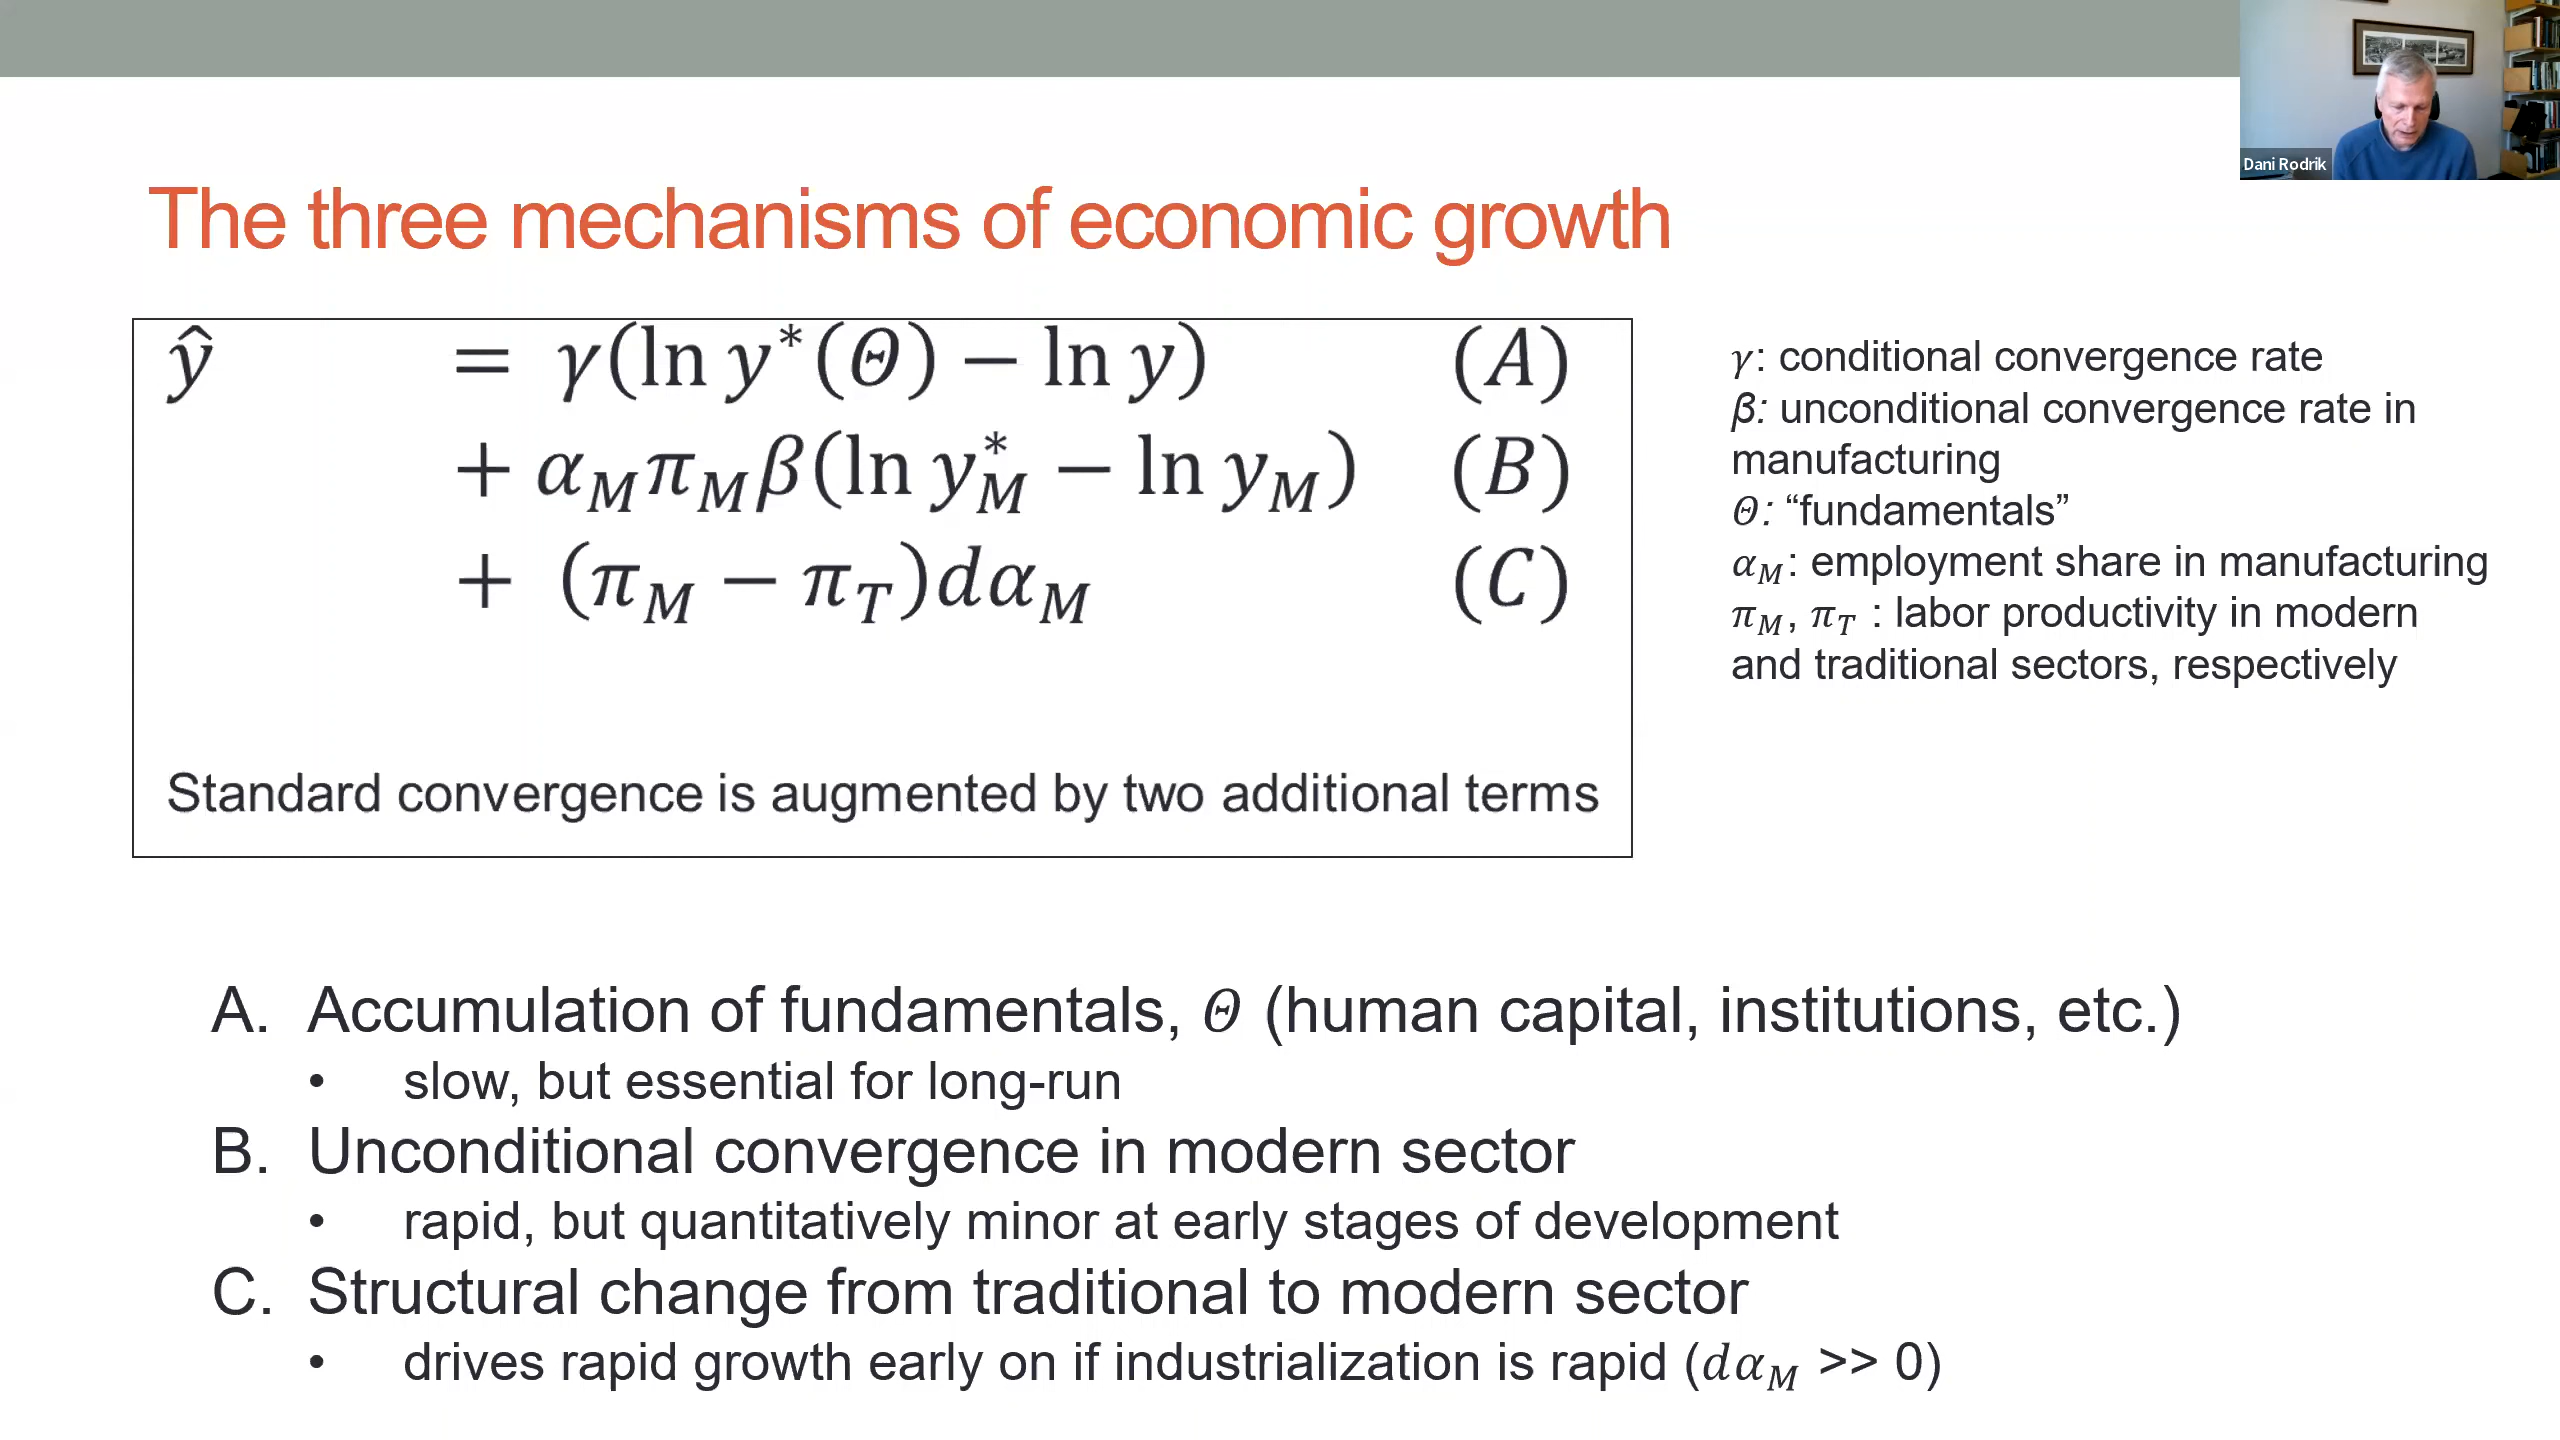 Dani Rodrik
The three mechanisms of economic growth
ŷ = γ(ln y*(Θ) − ln y) (A)
+ α_M π_M β(ln y*_M − ln y_M) (B)
+ (π_M − π_T)dα_M (C)
Standard convergence is augmented by two additional terms
γ: conditional convergence rate
β: unconditional convergence rate in
manufacturing
Θ: “fundamentals”
α_M: employment share in manufacturing
π_M, π_T : labor productivity in modern
and traditional sectors, respectively
A. Accumulation of fundamentals, Θ (human capital, institutions, etc.)
• slow, but essential for long-run
B. Unconditional convergence in modern sector
• rapid, but quantitatively minor at early stages of development
C. Structural change from traditional to modern sector
• drives rapid growth early on if industrialization is rapid (dα_M >> 0)